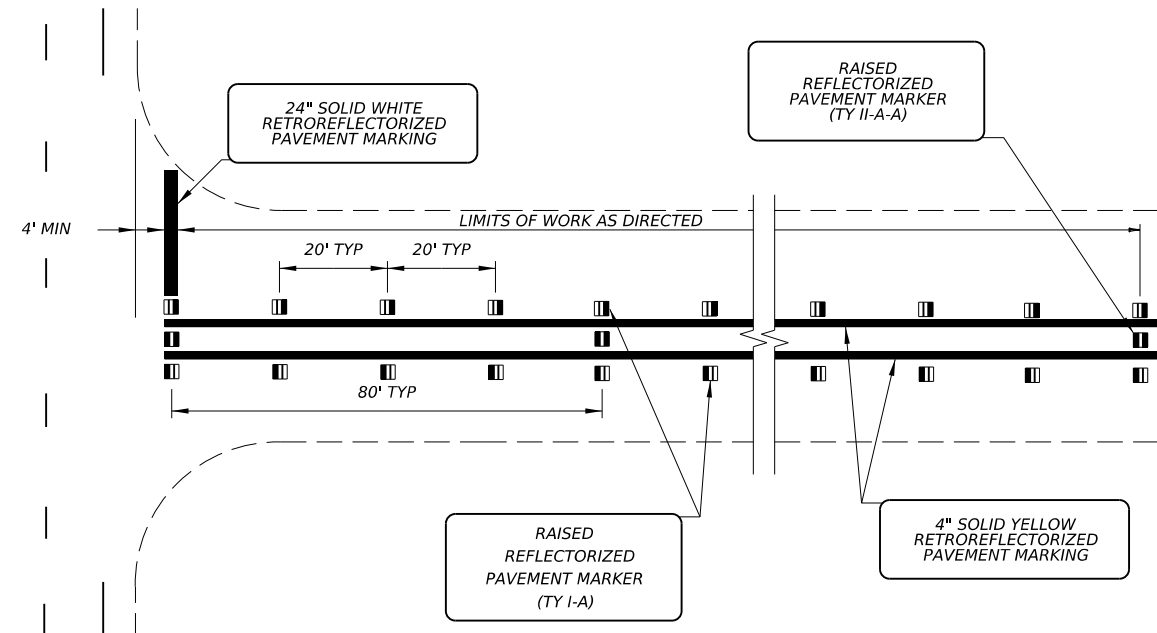 RAISED
REFLECTORIZED
PAVEMENT MARKER
(TY II-A-A)
24" SOLID WHITE
RETROREFLECTORIZED
PAVEMENT MARKING
4' MIN
LIMITS OF WORK AS DIRECTED
20' TYP
20' TYP
80' TYP
RAISED
REFLECTORIZED
PAVEMENT MARKER
(TY I-A)
4" SOLID YELLOW
RETROREFLECTORIZED
PAVEMENT MARKING